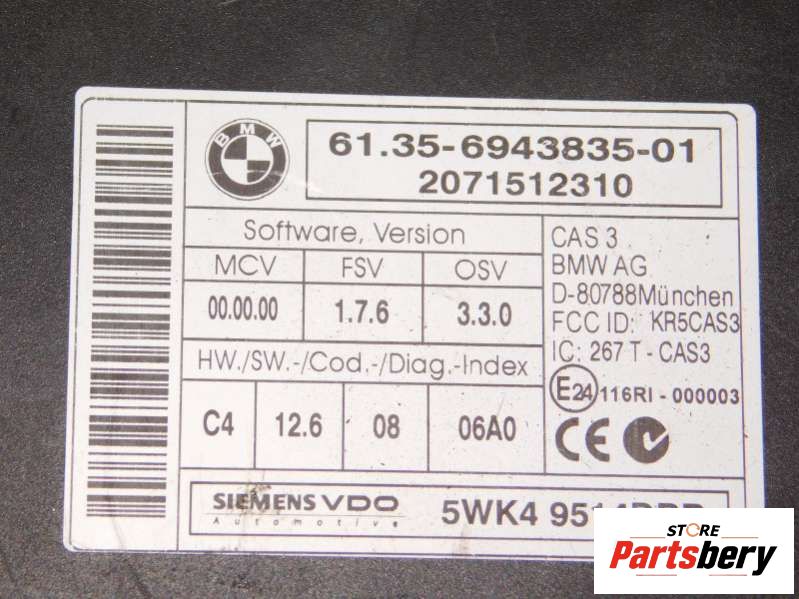 BMW
61.35-6943835-01
2071512310
Software, Version
MCV FSV OSV
00.00.00 1.7.6 3.3.0
HW./SW.-/Cod.-/Diag.-Index
C4 12.6 08 06A0
CAS 3
BMW AG
D-80788München
FCC ID: KR5CAS3
IC: 267 T - CAS3
E24 116RI - 000003
CE
SIEMENS VDO
Automotive
5WK4
STORE
Partsbery